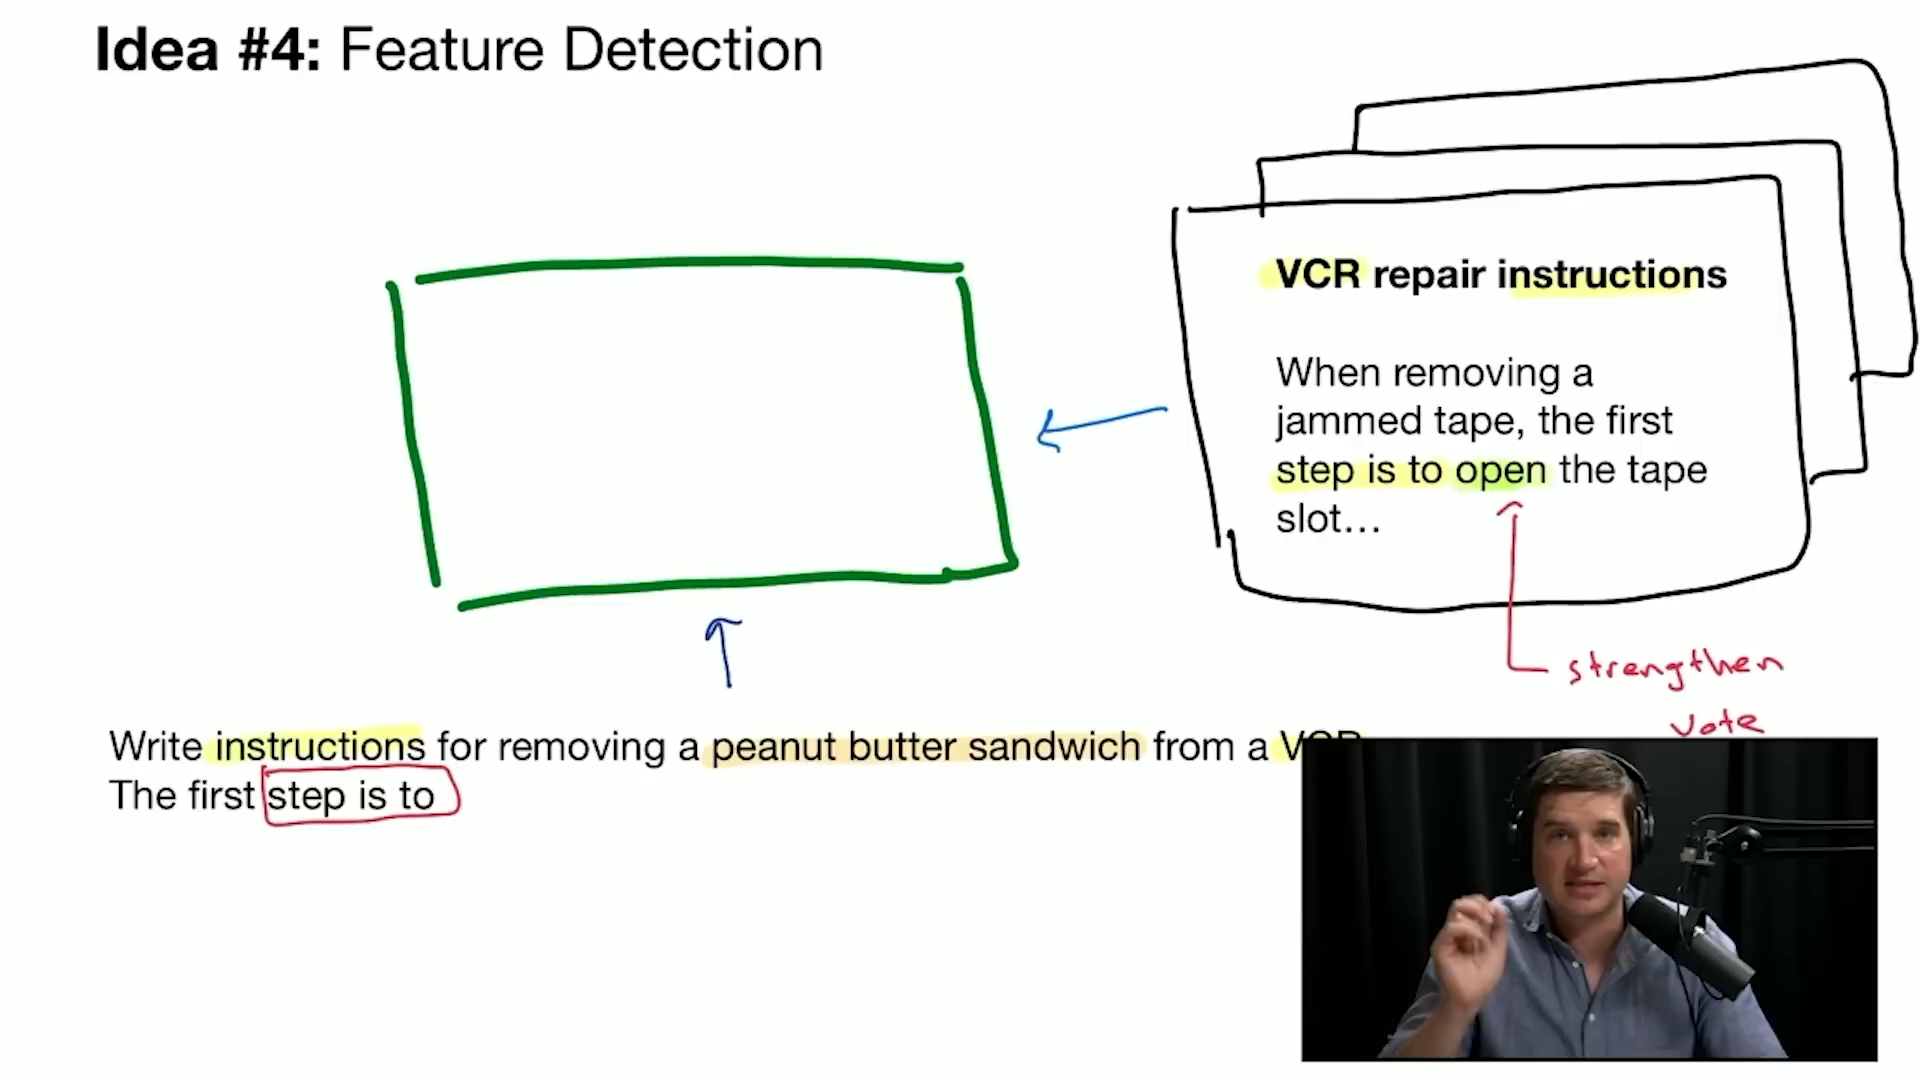 Idea #4: Feature Detection
VCR repair instructions
When removing a
jammed tape, the first
step is to open the tape
slot...
strengthen
vote
Write instructions for removing a peanut butter sandwich from a VCR
The first step is to